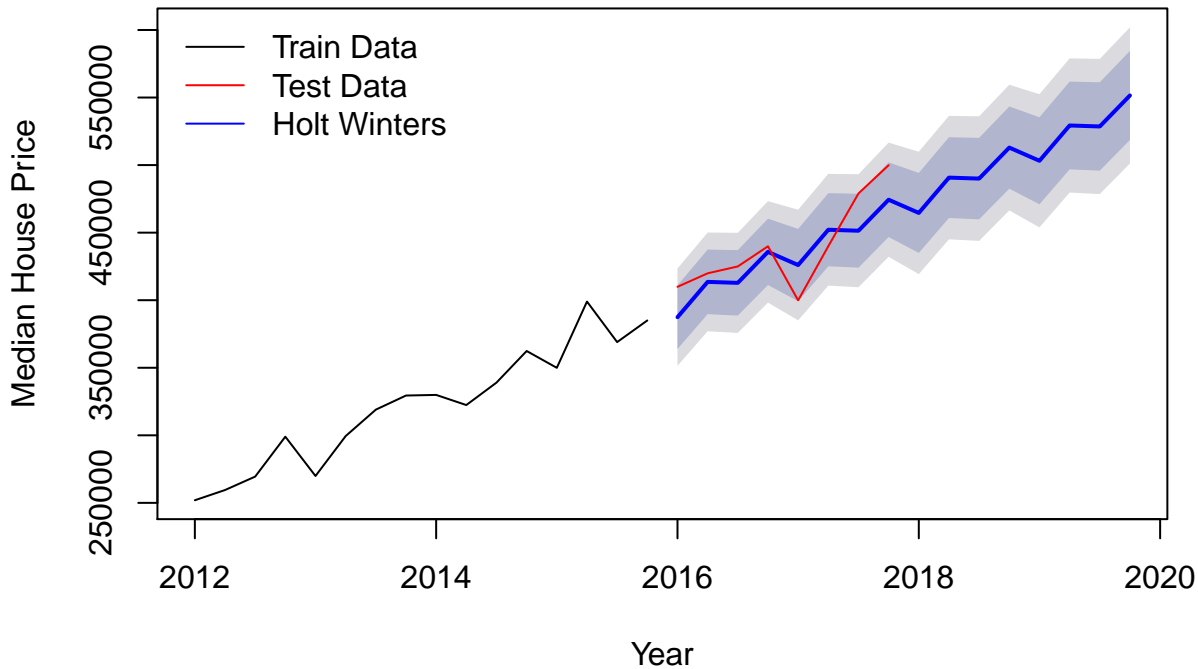 Train Data
Test Data
Holt Winters
Median House Price
550000
450000
350000
250000
2012 2014 2016 2018 2020
Year